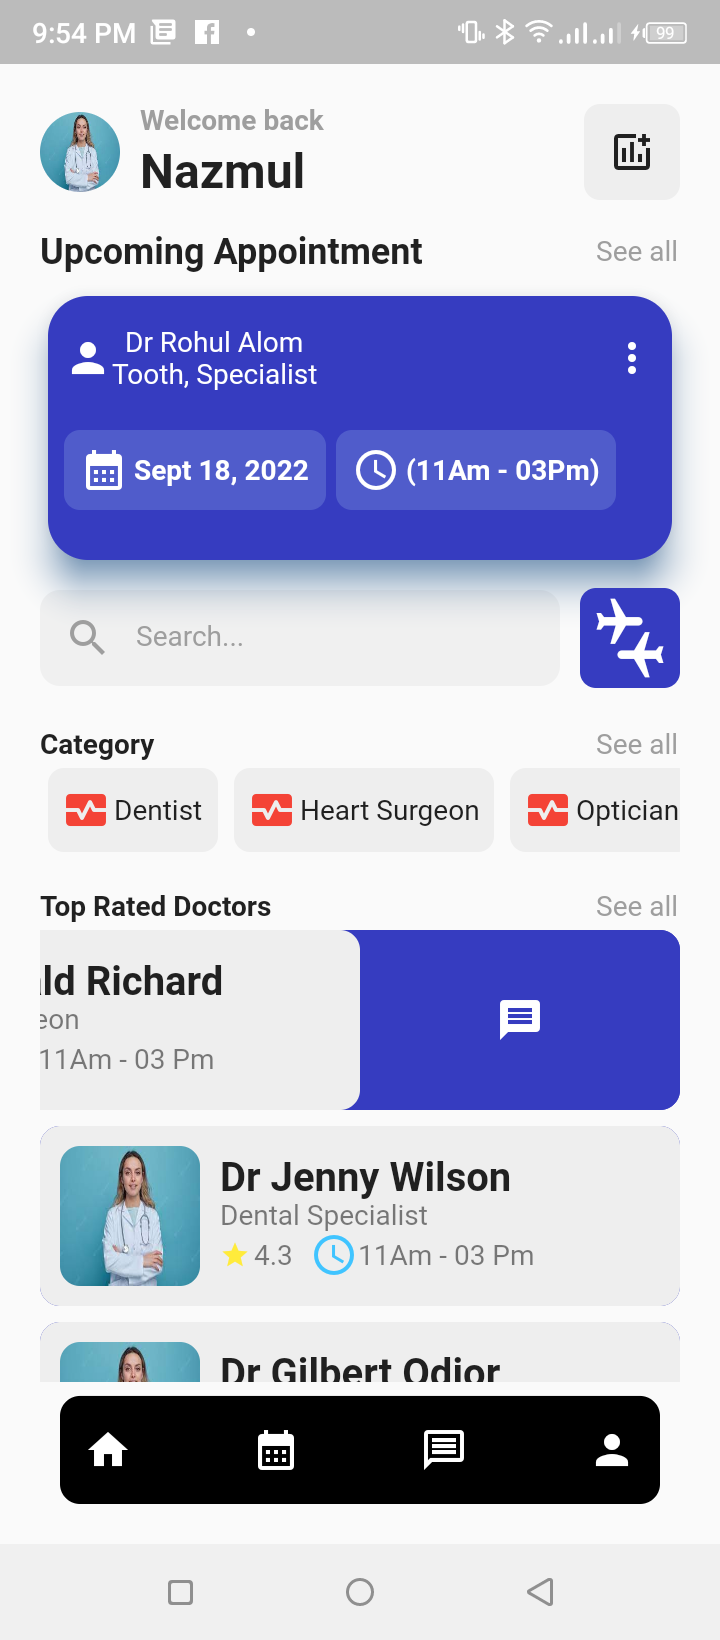 9:54 PM
99
Welcome back
Nazmul
Upcoming Appointment See all
Dr Rohul Alom
Tooth, Specialist
Sept 18, 2022 (11Am - 03Pm)
Search...
Category See all
Dentist Heart Surgeon Optician
Top Rated Doctors See all
ld Richard
eon
11Am - 03 Pm
Dr Jenny Wilson
Dental Specialist
4.3 11Am - 03 Pm
Dr Gilbert Odior